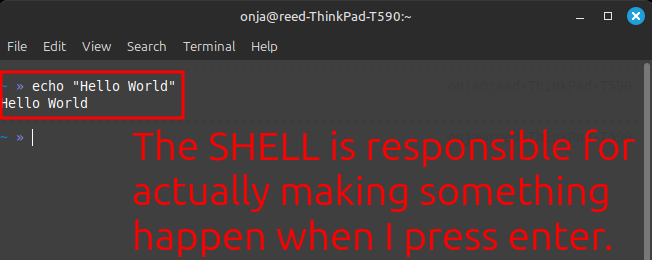 onja@reed-ThinkPad-T590:~
File Edit View Search Terminal Help
~ » echo "Hello World" onja@reed-ThinkPad-T590
Hello World
~ »
The SHELL is responsible for
actually making something
happen when I press enter.